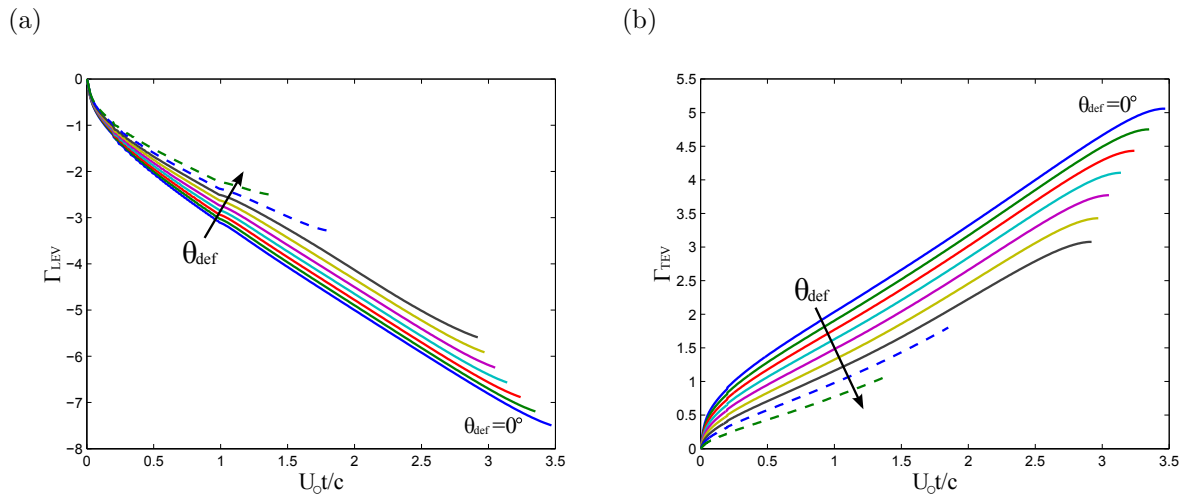 (a)
(b)
0
−1
−2
−3
−4
−5
−6
−7
−8
0 0.5 1 1.5 2 2.5 3 3.5
Γ_LEV
U_o t/c
θ_def
θ_def=0°
5.5
5
4.5
4
3.5
3
2.5
2
1.5
1
0.5
0
0 0.5 1 1.5 2 2.5 3 3.5
Γ_TEV
U_o t/c
θ_def=0°
θ_def